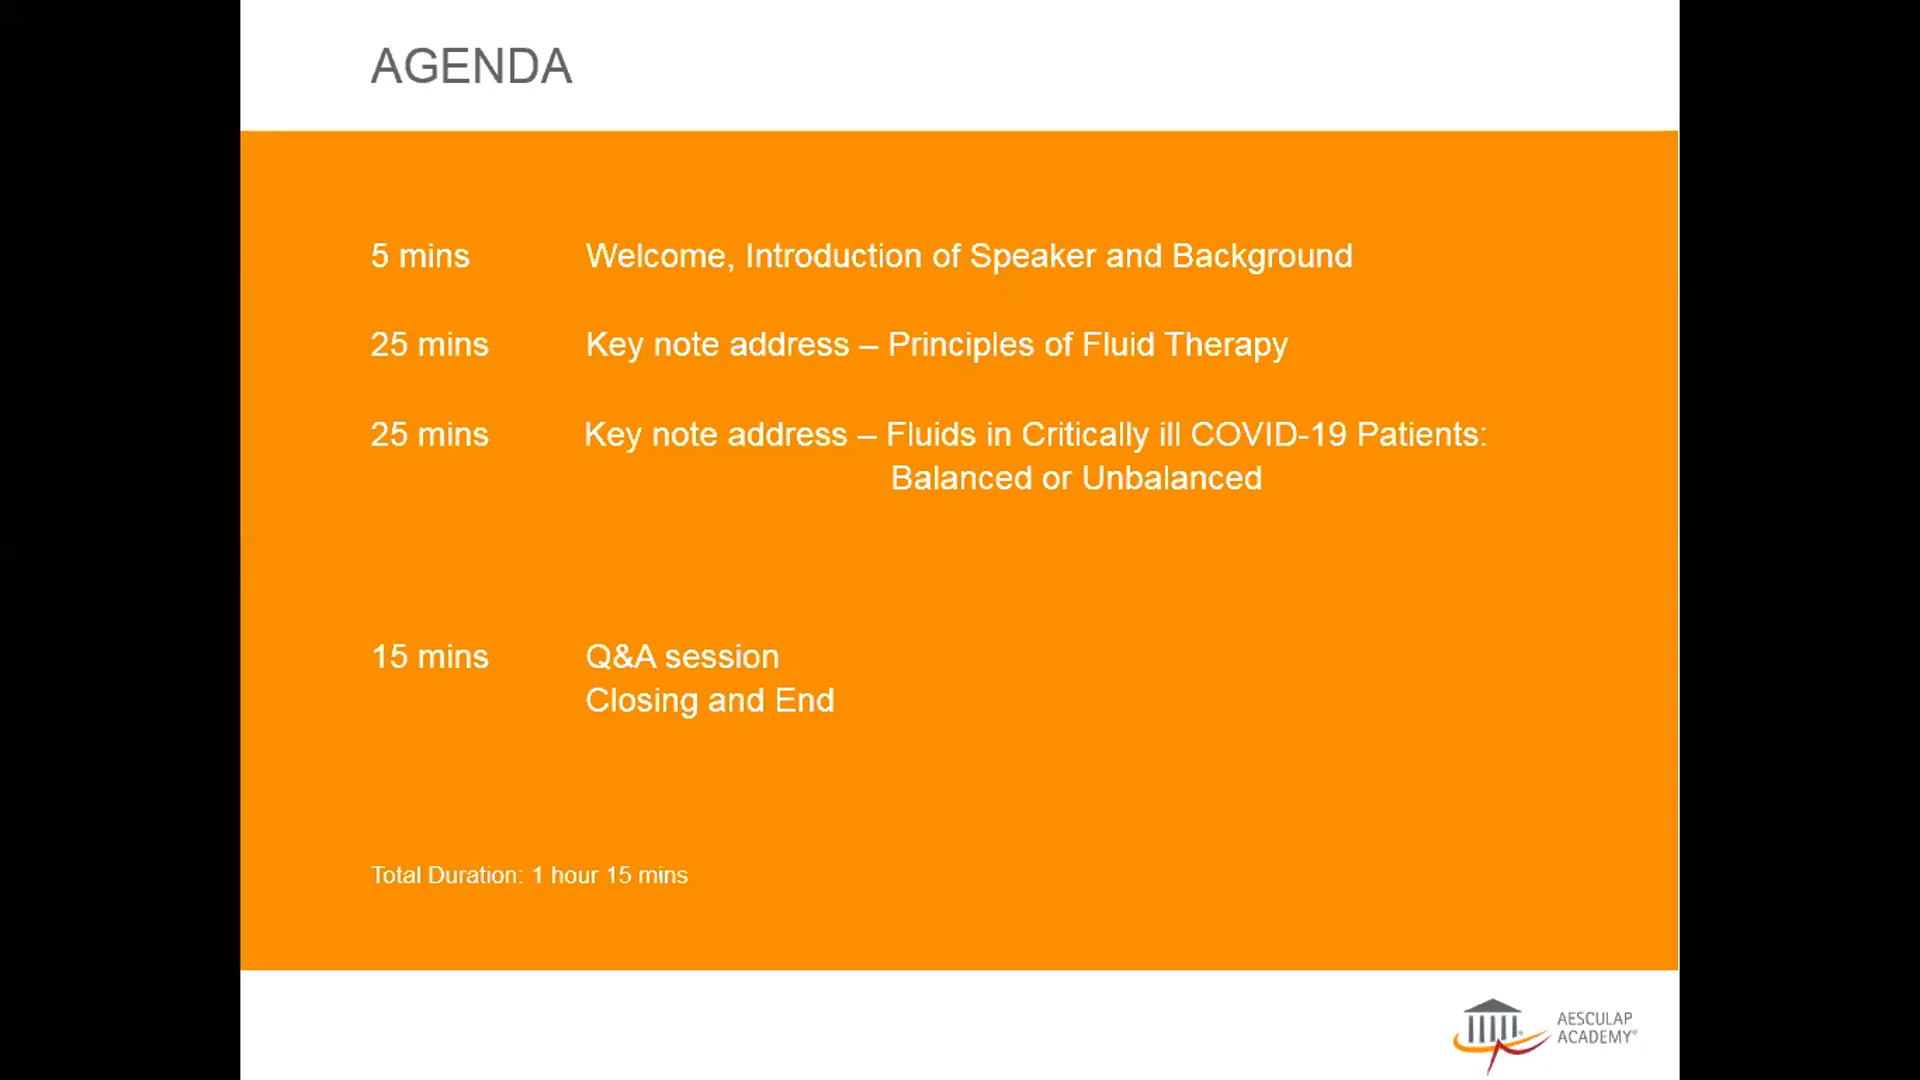 AGENDA
5 mins Welcome, Introduction of Speaker and Background
25 mins Key note address – Principles of Fluid Therapy
25 mins Key note address – Fluids in Critically ill COVID-19 Patients:
Balanced or Unbalanced
15 mins Q&A session
Closing and End
Total Duration: 1 hour 15 mins
AESCULAP
ACADEMY®